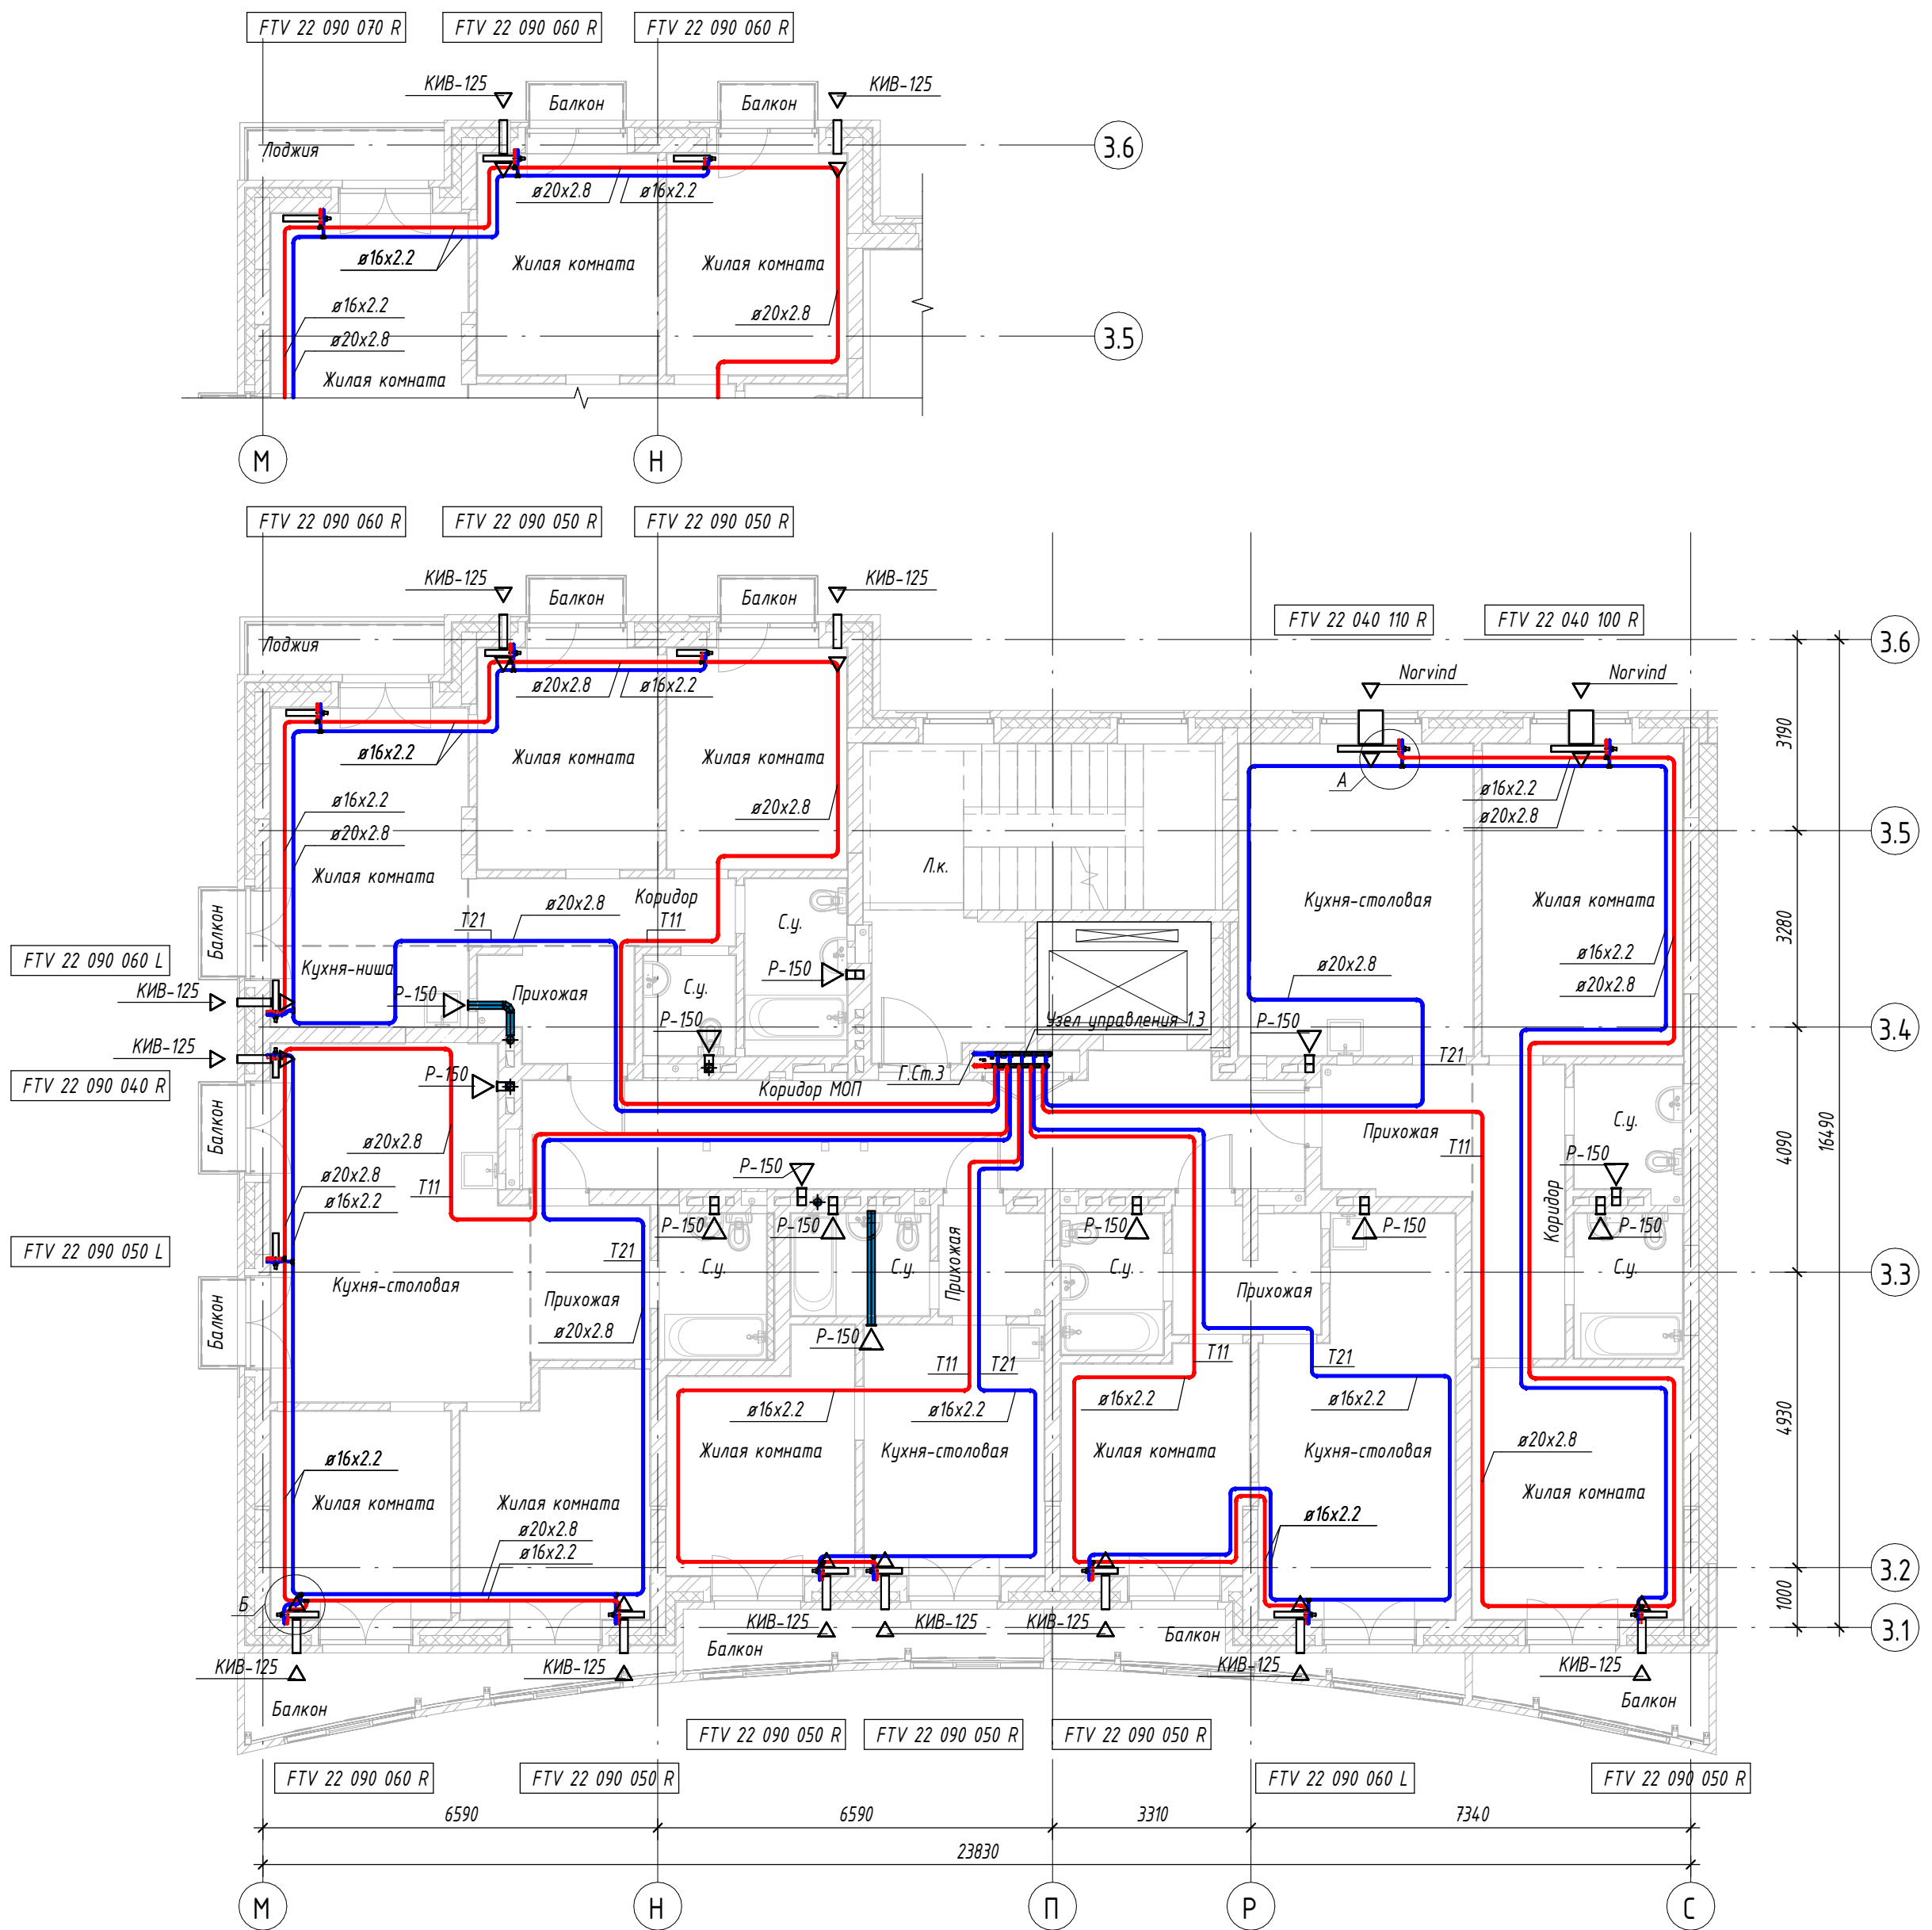 FTV 22 090 070 R
FTV 22 090 060 R
FTV 22 090 060 R
КИВ-125
Балкон
Балкон
КИВ-125
Лоджия
3.6
ø20x2.8
ø16x2.2
ø16x2.2
Жилая комната
Жилая комната
ø16x2.2
ø20x2.8
ø20x2.8
3.5
Жилая комната
М
Н
FTV 22 090 060 R
FTV 22 090 050 R
FTV 22 090 050 R
КИВ-125
Балкон
Балкон
КИВ-125
FTV 22 040 110 R
FTV 22 040 100 R
Лоджия
3.6
ø20x2.8
ø16x2.2
Norvind
Norvind
3190
ø16x2.2
Жилая комната
Жилая комната
А
ø16x2.2
ø20x2.8
ø16x2.2
ø20x2.8
ø20x2.8
3.5
Жилая комната
Л.к.
Коридор
Кухня-столовая
Жилая комната
Т21
ø20x2.8
Т11
С.у.
Балкон
3280
FTV 22 090 060 L
Кухня-ниша
ø20x2.8
ø16x2.2
ø20x2.8
КИВ-125
Р-150
Прихожая
С.у.
Р-150
Р-150
Узел управления 1.3
Р-150
3.4
КИВ-125
Т21
FTV 22 090 040 R
Р-150
Г.Ст.3
Коридор МОП
16490
Балкон
ø20x2.8
Прихожая
С.у.
4090
Т11
Р-150
Р-150
ø20x2.8
Т11
ø16x2.2
Коридор
FTV 22 090 050 L
Р-150
Р-150
Р-150
Р-150
Р-150
Т21
С.у.
С.у.
Прихожая
С.у.
С.у.
3.3
Кухня-столовая
Прихожая
Прихожая
Балкон
ø20x2.8
Р-150
Т11
Т21
Т11
Т21
ø16x2.2
ø16x2.2
ø16x2.2
ø16x2.2
4930
ø16x2.2
Жилая комната
Кухня-столовая
Жилая комната
Кухня-столовая
ø20x2.8
Жилая комната
Жилая комната
Жилая комната
ø20x2.8
ø16x2.2
ø16x2.2
3.2
1000
Б
3.1
КИВ-125
КИВ-125
КИВ-125
Балкон
Балкон
КИВ-125
КИВ-125
КИВ-125
КИВ-125
Балкон
Балкон
FTV 22 090 050 R
FTV 22 090 050 R
FTV 22 090 050 R
FTV 22 090 060 R
FTV 22 090 050 R
FTV 22 090 060 L
FTV 22 090 050 R
6590
6590
3310
7340
23830
М
Н
П
Р
С